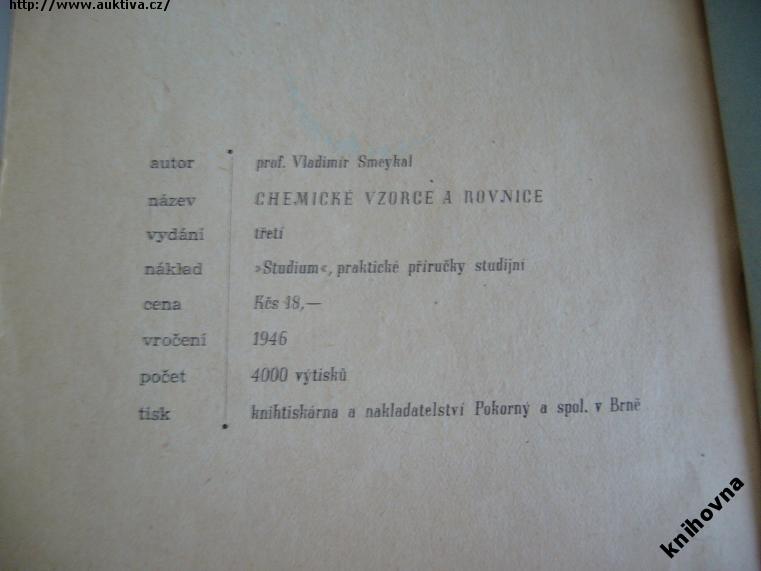 http://www.auktiva.cz/
autor prof. Vladimír Smeykal
název CHEMICKÉ VZORCE A ROVNICE
vydání třetí
náklad »Studium«, praktické příručky studijní
cena Kčs 18,—
vročení 1946
počet 4000 výtisků
tisk knihtiskárna a nakladatelství Pokorný a spol. v Brně
knihovna